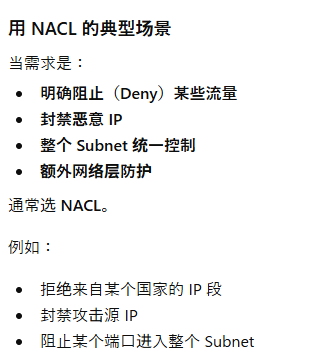 用 NACL 的典型场景
当需求是：
明确阻止（Deny）某些流量
封禁恶意 IP
整个 Subnet 统一控制
额外网络层防护
通常选 NACL。
例如：
拒绝来自某个国家的 IP 段
封禁攻击源 IP
阻止某个端口进入整个 Subnet